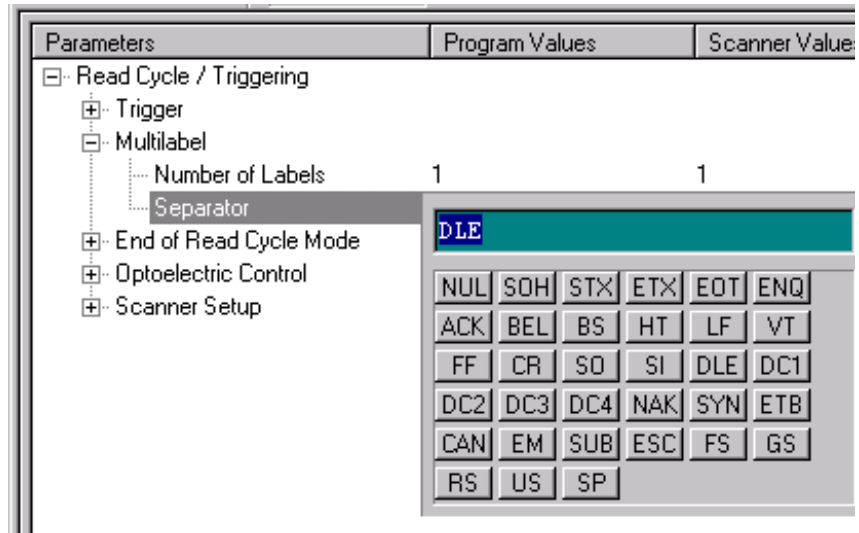 Parameters Program Values Scanner Values
Read Cycle / Triggering
Trigger
Multilabel
Number of Labels 1 1
Separator
DLE
End of Read Cycle Mode
Optoelectric Control
Scanner Setup
NUL SOH STX ETX EOT ENQ
ACK BEL BS HT LF VT
FF CR SO SI DLE DC1
DC2 DC3 DC4 NAK SYN ETB
CAN EM SUB ESC FS GS
RS US SP